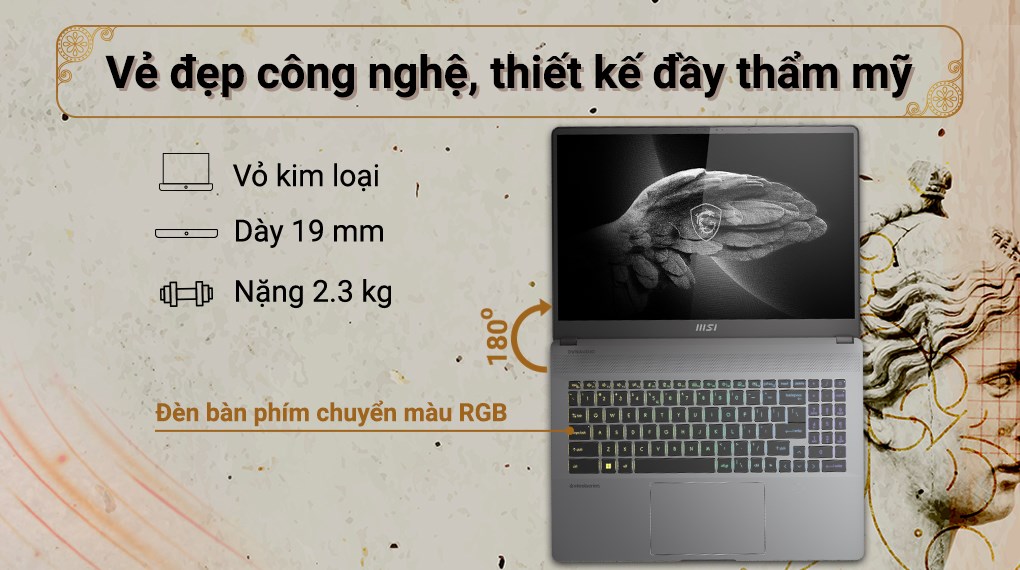 Vẻ đẹp công nghệ, thiết kế đầy thẩm mỹ
Vỏ kim loại
Dày 19 mm
Nặng 2.3 kg
180°
msi
Đèn bàn phím chuyển màu RGB